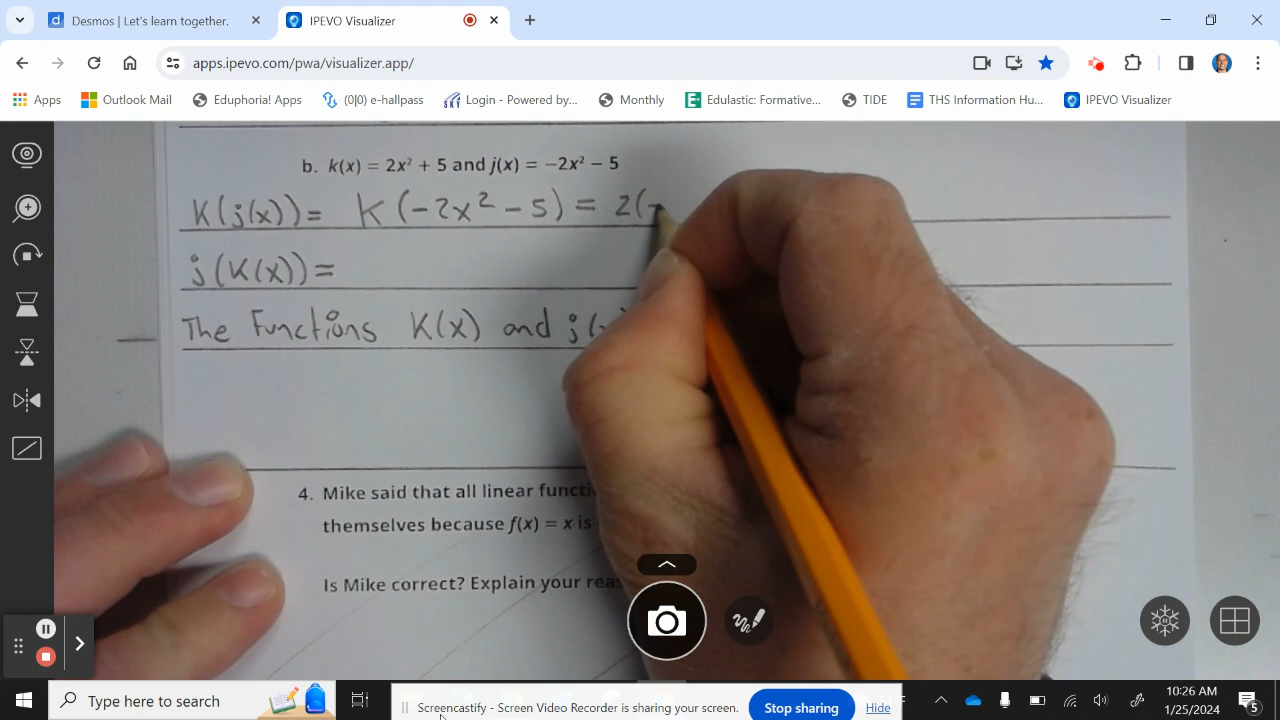 Desmos | Let's learn together.
IPEVO Visualizer
apps.ipevo.com/pwa/visualizer.app/
Apps
Outlook Mail
Eduphoria! Apps
(0|0) e-hallpass
Login - Powered by...
Monthly
Edulastic: Formative...
TIDE
THS Information Hu...
IPEVO Visualizer
b. k(x) = 2x² + 5 and j(x) = −2x² − 5
K(j(x)) = K(-2x² - 5) = 2(-
j(K(x)) =
The Functions K(x) and j(
4. Mike said that all linear functi
themselves because f(x) = x is
Is Mike correct? Explain your rea
Type here to search
Screencastify - Screen Video Recorder is sharing your screen.
Stop sharing
Hide
10:26 AM
1/25/2024
5